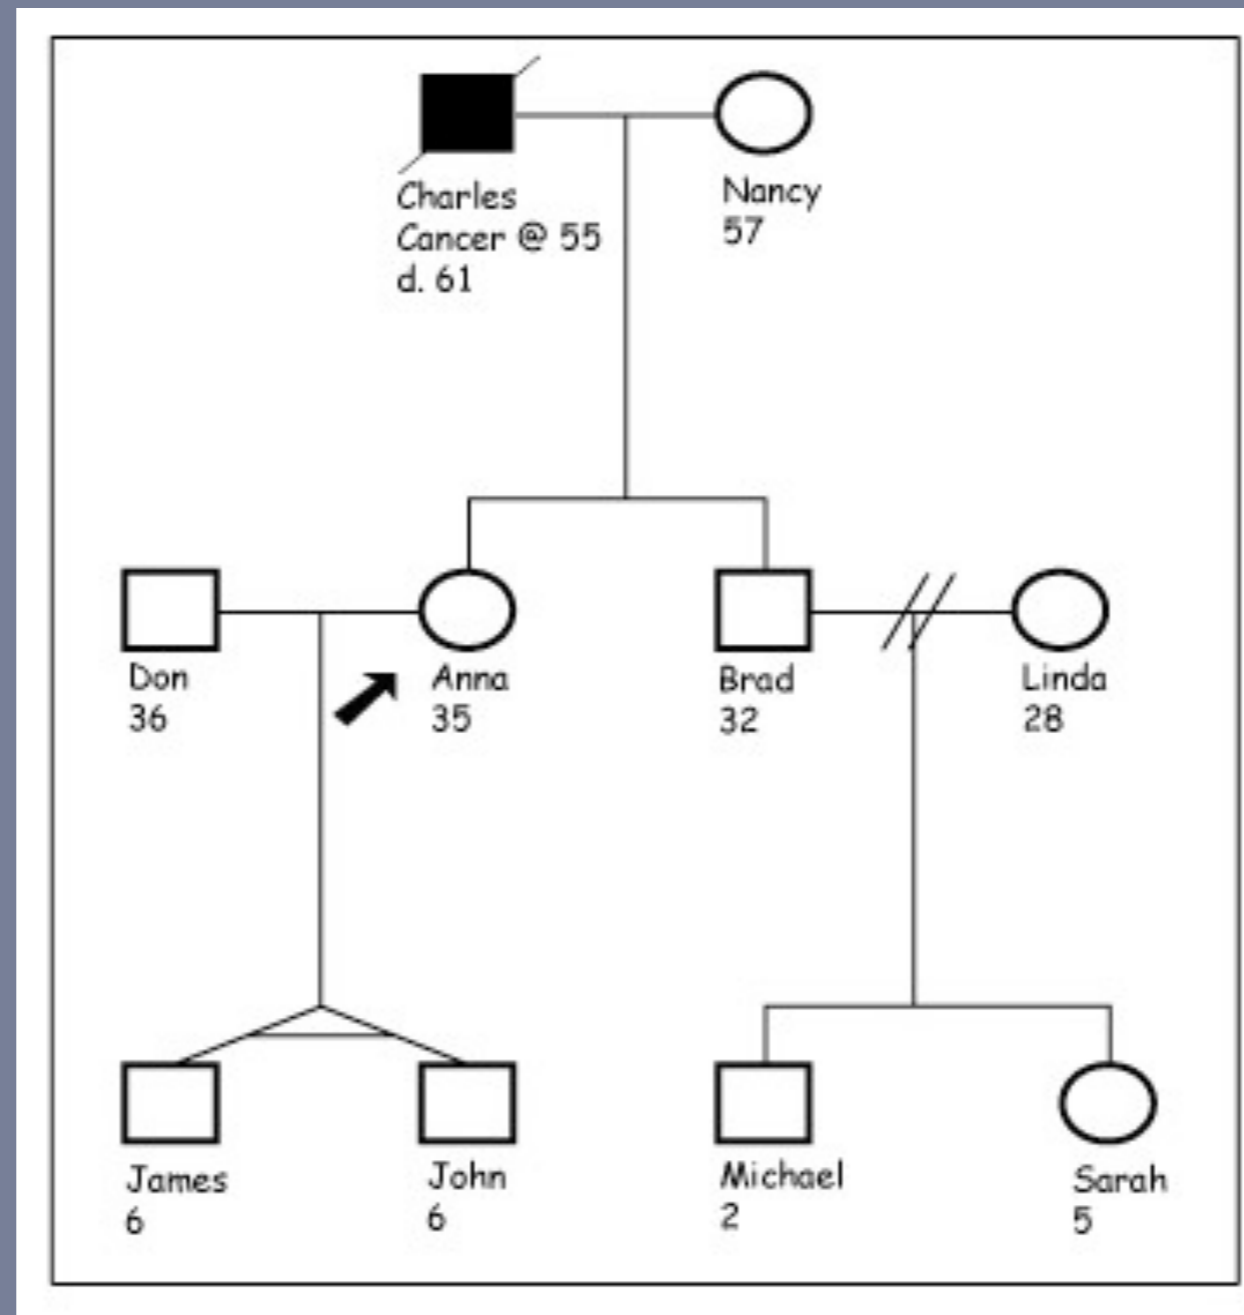 Charles
Cancer @ 55
d. 61
Nancy
57
Don
36
Anna
35
Brad
32
Linda
28
James
6
John
6
Michael
2
Sarah
5